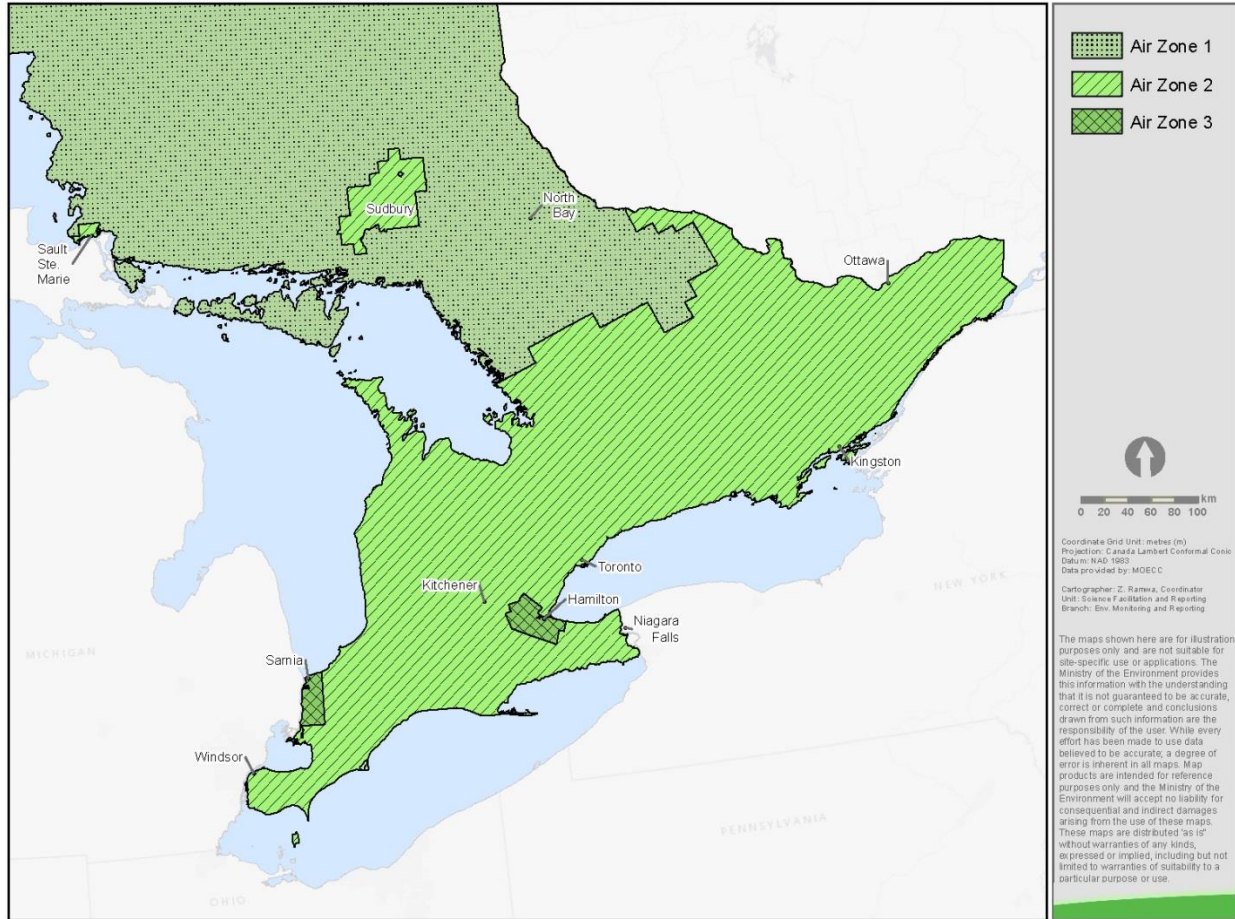 Air Zone 1
Air Zone 2
Air Zone 3
North
Bay
Sudbury
Sault
Ste.
Marie
Ottawa
Kingston
Toronto
Kitchener
Hamilton
Niagara
Falls
NEW YORK
MICHIGAN
Sarnia
Windsor
PENNSYLVANIA
OHIO
km
0 20 40 60 80 100
Coordinate Grid Unit: metres (m)
Projection: Canada Lambert Conformal Conic
Datum: NAD 1983
Data provided by: MOECC
Cartographer: Z. Ramwa, Coordinator
Unit: Science Facilitation and Reporting
Branch: Env. Monitoring and Reporting
The maps shown here are for illustration
purposes only and are not suitable for
site-specific use or applications. The
Ministry of the Environment provides
this information with the understanding
that it is not guaranteed to be accurate,
correct or complete and conclusions
drawn from such information are the
responsibility of the user. While every
effort has been made to use data
believed to be accurate, a degree of
error is inherent in all maps. Map
products are intended for reference
purposes only and the Ministry of the
Environment will accept no liability for
consequential and indirect damages
arising from the use of these maps.
These maps are distributed 'as is"
without warranties of any kinds,
expressed or implied, including but not
limited to warranties of suitability to a
particular purpose or use.